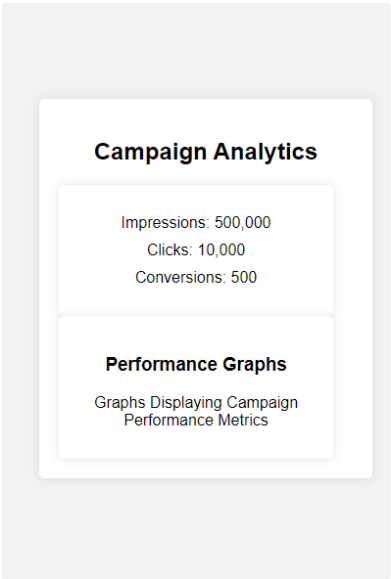 Campaign Analytics
Impressions: 500,000
Clicks: 10,000
Conversions: 500
Performance Graphs
Graphs Displaying Campaign
Performance Metrics